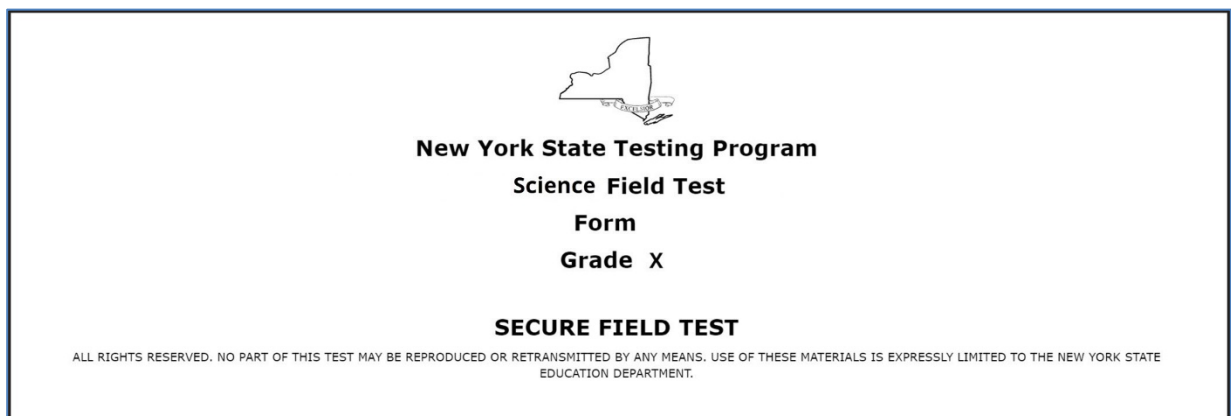 EXCELSIOR
New York State Testing Program
Science Field Test
Form
Grade X
SECURE FIELD TEST
ALL RIGHTS RESERVED. NO PART OF THIS TEST MAY BE REPRODUCED OR RETRANSMITTED BY ANY MEANS. USE OF THESE MATERIALS IS EXPRESSLY LIMITED TO THE NEW YORK STATE
EDUCATION DEPARTMENT.